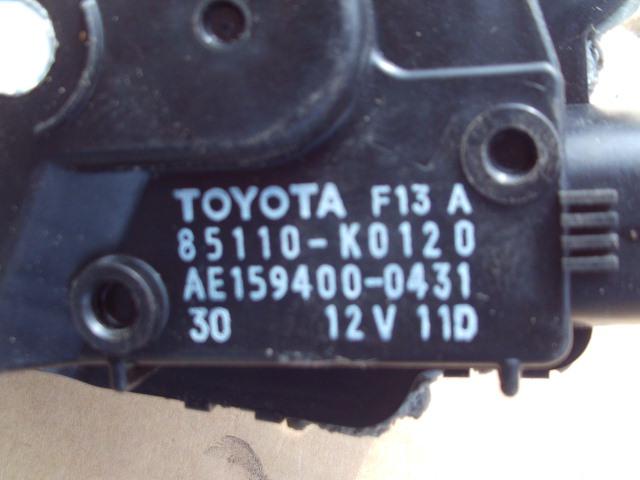 TOYOTA F13 A
85110-K0120
AE159400-0431
30 12V 11D